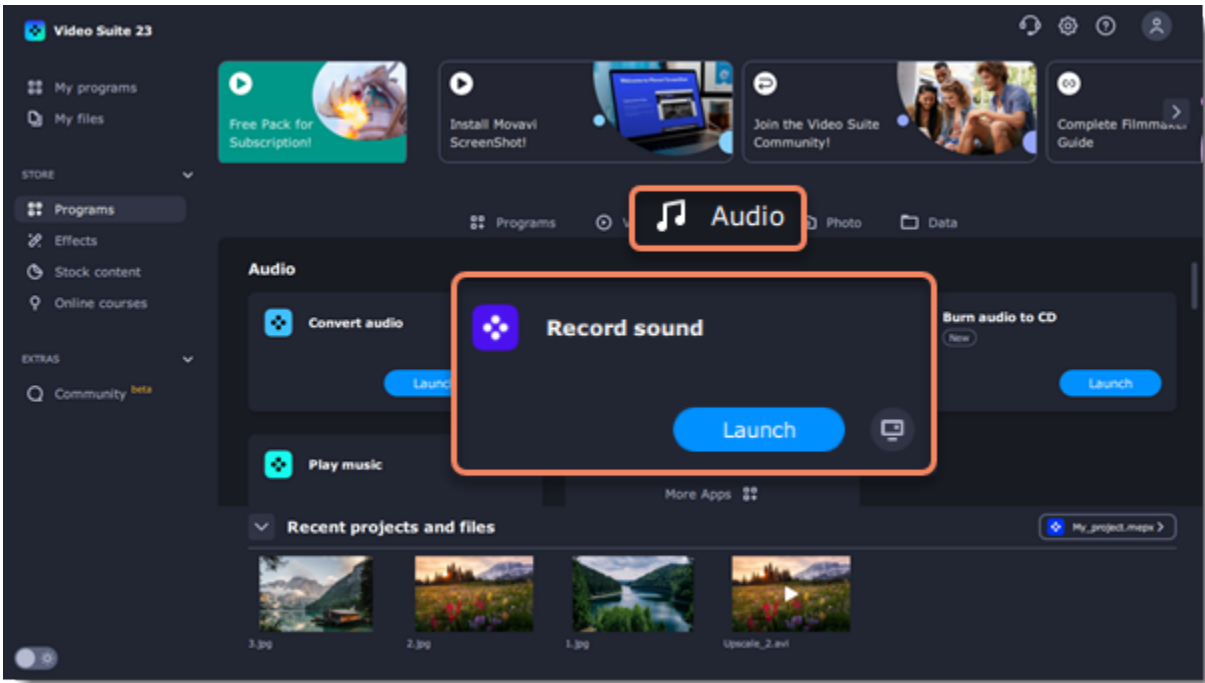 Video Suite 23
My programs
My files
STORE
Programs
Effects
Stock content
Online courses
EXTRAS
Community beta
Free Pack for
Subscription!
Install Movavi
ScreenShot!
Join the Video Suite
Community!
Complete Filmmaker
Guide
Programs
V
Audio
Photo
Data
Audio
Convert audio
Launc
Record sound
Launch
Burn audio to CD
New
Launch
Play music
More Apps
Recent projects and files
My_project.mepx
3.jpg
2.jpg
1.jpg
Upscale_2.avi